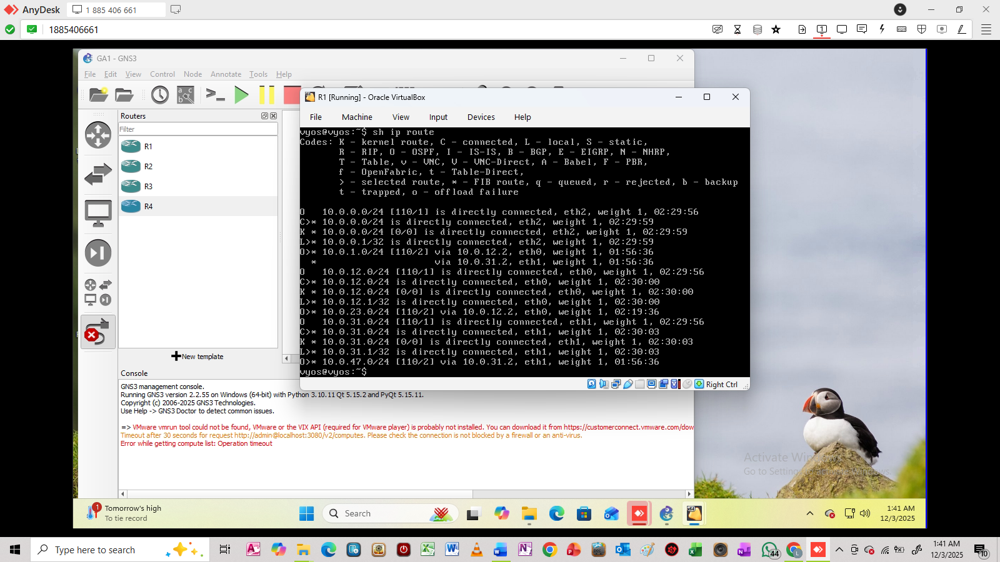 AnyDesk
1 885 406 661
1885406661
GA1 - GNS3
File Edit View Control Node Annotate Tools Help
Routers
Filter
R1
R2
R3
R4
New template
R1 [Running] - Oracle VirtualBox
File Machine View Input Devices Help
vyos@vyos:~$ sh ip route
Codes: K - kernel route, C - connected, L - local, S - static,
R - RIP, O - OSPF, I - IS-IS, B - BGP, E - EIGRP, N - NHRP,
T - Table, v - VNC, V - VNC-Direct, A - Babel, F - PBR,
f - OpenFabric, t - Table-Direct,
> - selected route, * - FIB route, q - queued, r - rejected, b - backup
t - trapped, o - offload failure
O   10.0.0.0/24 [110/1] is directly connected, eth2, weight 1, 02:29:56
C>* 10.0.0.0/24 is directly connected, eth2, weight 1, 02:29:59
K * 10.0.0.0/24 [0/0] is directly connected, eth2, weight 1, 02:29:59
L>* 10.0.0.1/32 is directly connected, eth2, weight 1, 02:29:59
O>* 10.0.1.0/24 [110/2] via 10.0.12.2, eth0, weight 1, 01:56:36
  *                     via 10.0.31.2, eth1, weight 1, 01:56:36
O   10.0.12.0/24 [110/1] is directly connected, eth0, weight 1, 02:29:56
C>* 10.0.12.0/24 is directly connected, eth0, weight 1, 02:30:00
K * 10.0.12.0/24 [0/0] is directly connected, eth0, weight 1, 02:30:00
L>* 10.0.12.1/32 is directly connected, eth0, weight 1, 02:30:00
O>* 10.0.23.0/24 [110/2] via 10.0.12.2, eth0, weight 1, 02:19:36
O   10.0.31.0/24 [110/1] is directly connected, eth1, weight 1, 02:29:56
C>* 10.0.31.0/24 is directly connected, eth1, weight 1, 02:30:03
K * 10.0.31.0/24 [0/0] is directly connected, eth1, weight 1, 02:30:03
L>* 10.0.31.1/32 is directly connected, eth1, weight 1, 02:30:03
O>* 10.0.47.0/24 [110/2] via 10.0.31.2, eth1, weight 1, 01:56:36
vyos@vyos:~$
Right Ctrl
Console
GNS3 management console.
Running GNS3 version 2.2.55 on Windows (64-bit) with Python 3.10.11 Qt 5.15.2 and PyQt 5.15.11.
Copyright (c) 2006-2025 GNS3 Technologies.
Use Help -> GNS3 Doctor to detect common issues.
=> VMware vmrun tool could not be found, VMware or the VIX API (required for VMware player) is probably not installed. You can download it from https://customerconnect.vmware.com/dow
Timeout after 30 seconds for request http://admin@localhost:3080/v2/computes. Please check the connection is not blocked by a firewall or an anti-virus.
Error while getting compute list: Operation timeout
Activate Windows
Go to Settings to activate Windows.
1
Tomorrow's high
To tie record
Search
1:41 AM
12/3/2025
Type here to search
44
1:41 AM
12/3/2025
10